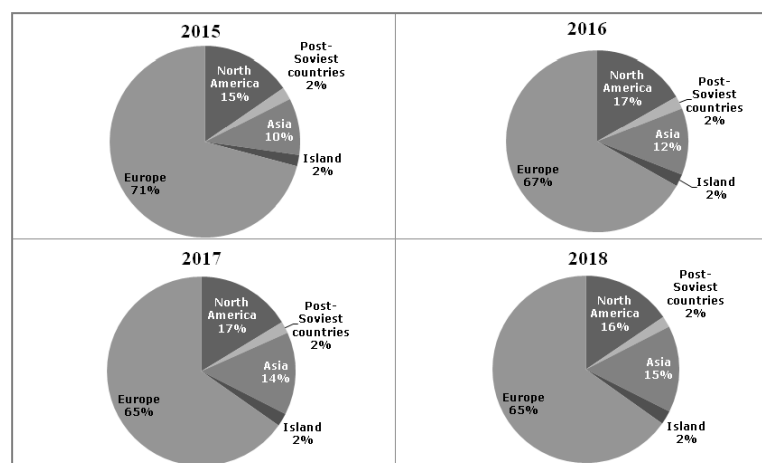 2015
North
America
15%
Post-
Soviest
countries
2%
Asia
10%
Island
2%
Europe
71%
2016
North
America
17%
Post-
Soviest
countries
2%
Asia
12%
Island
2%
Europe
67%
2017
North
America
17%
Post-
Soviest
countries
2%
Asia
14%
Island
2%
Europe
65%
2018
North
America
16%
Post-
Soviest
countries
2%
Asia
15%
Island
2%
Europe
65%